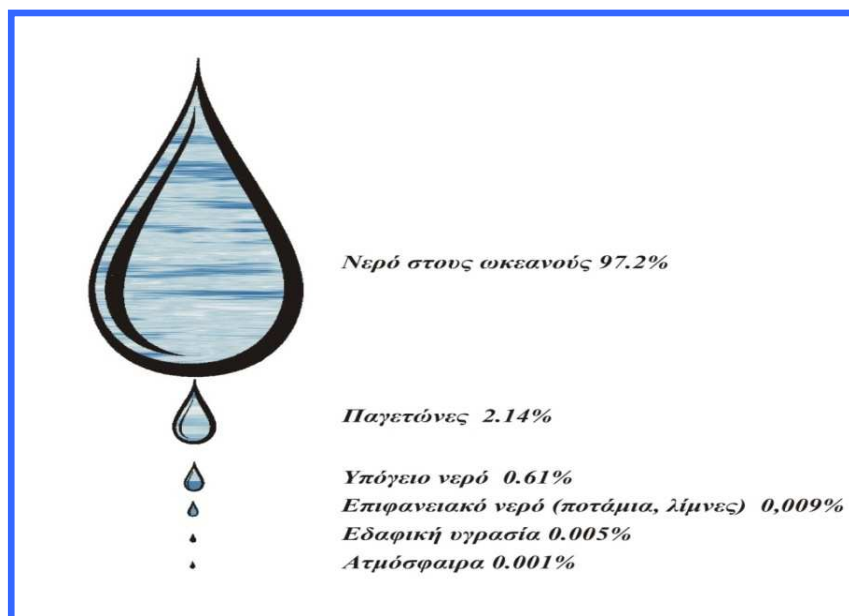 Νερό στους ωκεανούς 97.2%
Παγετώνες 2.14%
Υπόγειο νερό 0.61%
Επιφανειακό νερό (ποτάμια, λίμνες) 0,009%
Εδαφική υγρασία 0.005%
Ατμόσφαιρα 0.001%